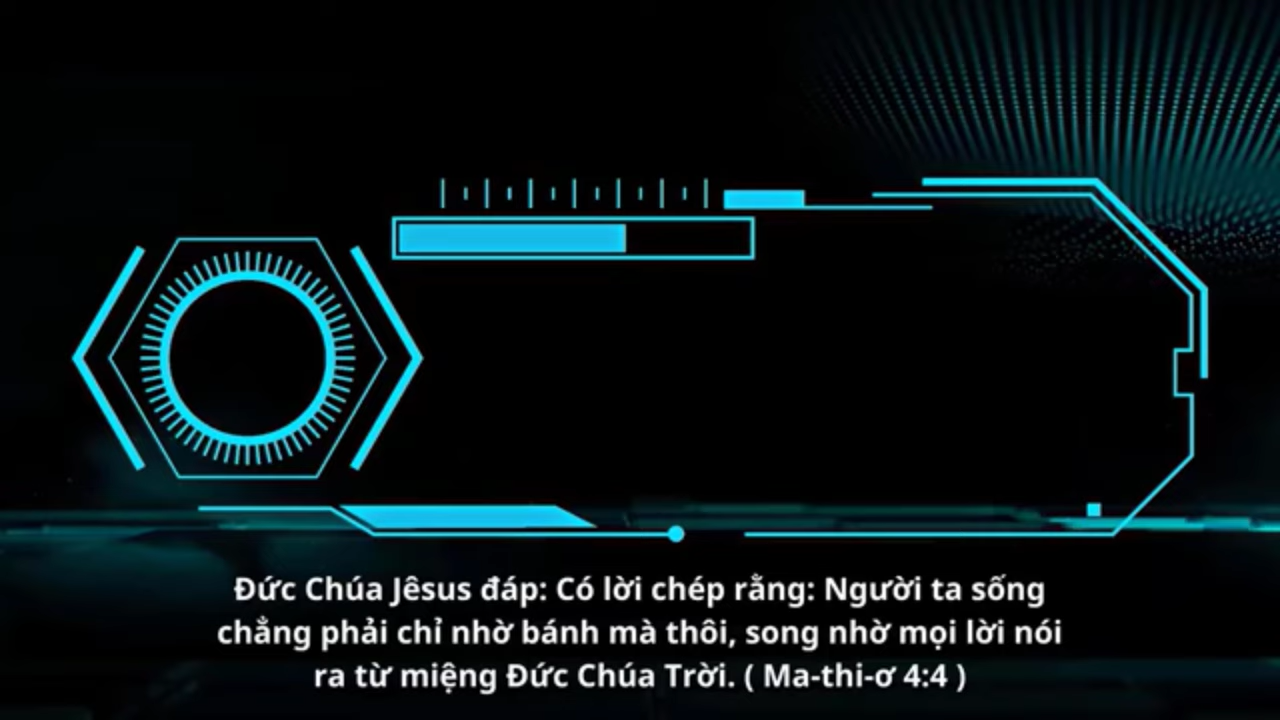 Đức Chúa Jêsus đáp: Có lời chép rằng: Người ta sống
chẳng phải chỉ nhờ bánh mà thôi, song nhờ mọi lời nói
ra từ miệng Đức Chúa Trời. ( Ma-thi-ơ 4:4 )